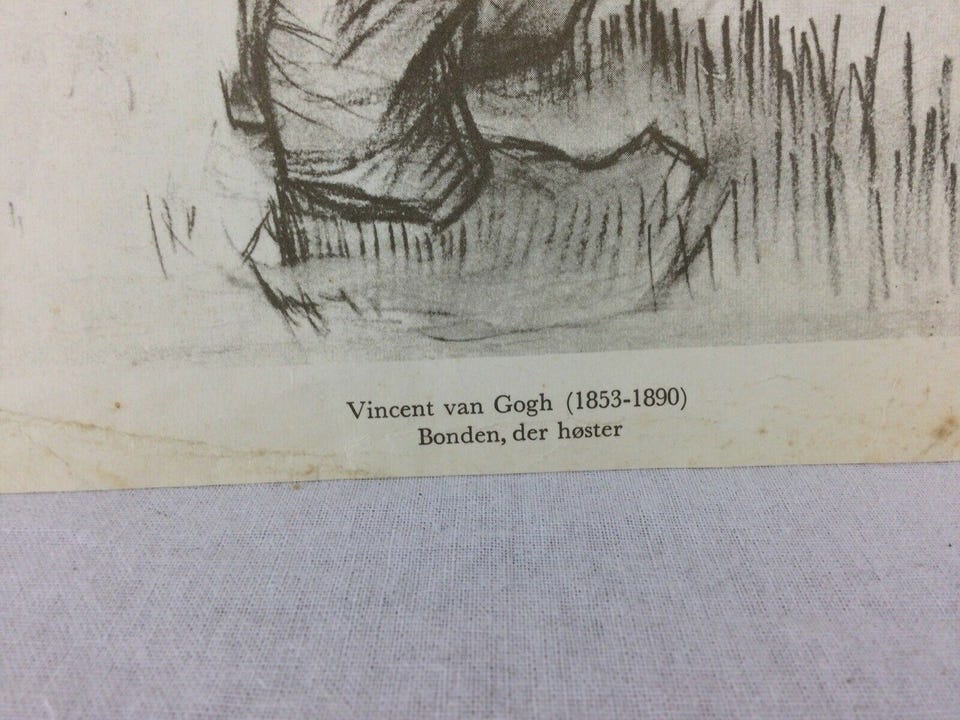 Vincent van Gogh (1853-1890)
Bonden, der høster